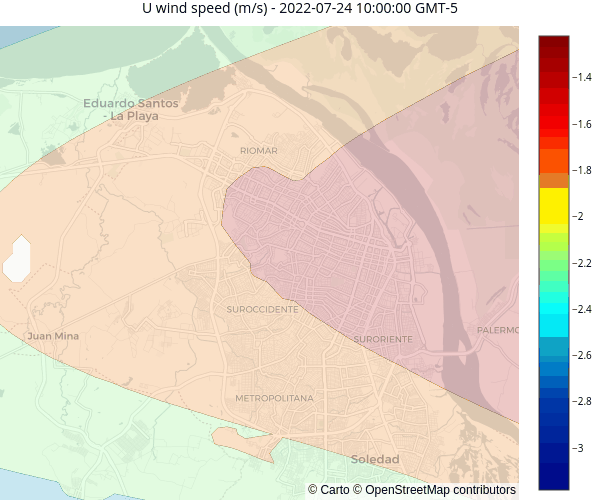 U wind speed (m/s) - 2022-07-24 10:00:00 GMT-5
−1.4
−1.6
−1.8
−2
−2.2
−2.4
−2.6
−2.8
−3
Eduardo Santos
- La Playa
RIOMAR
SUROCCIDENTE
Juan Mina
SURORIENTE
PALERMO
METROPOLITANA
Soledad
© Carto © OpenStreetMap contributors